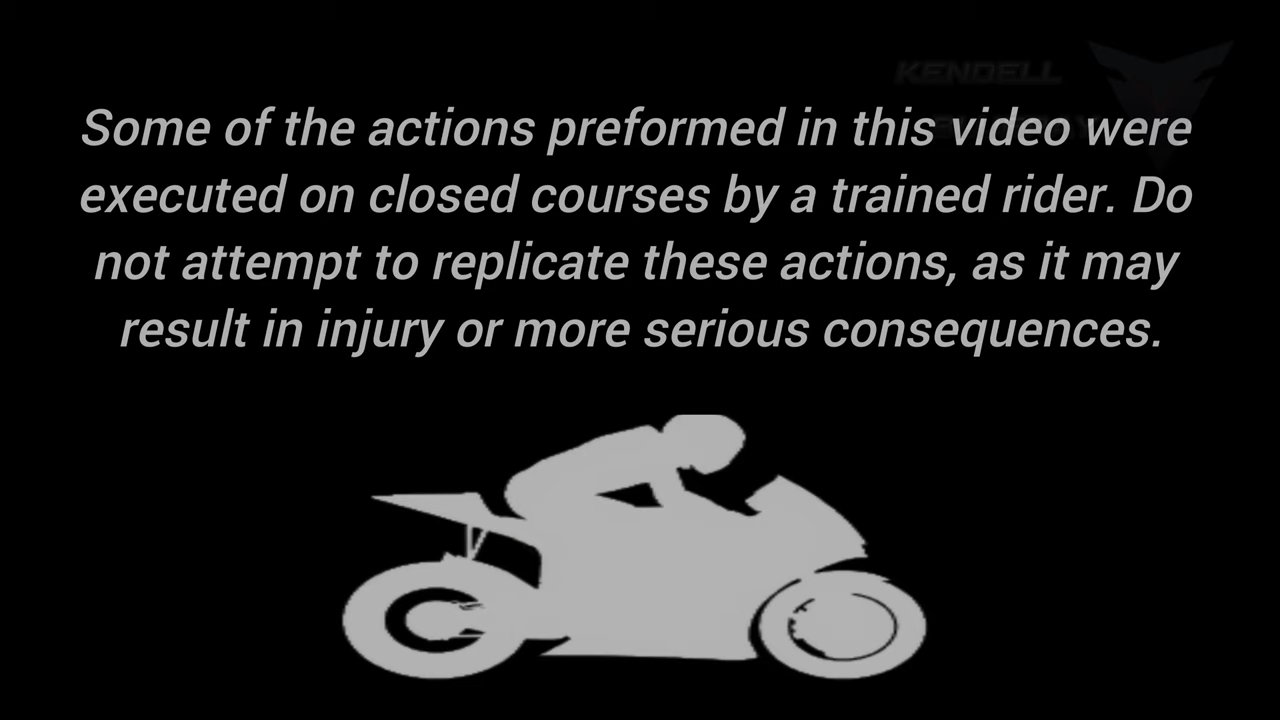 KENDELL
Some of the actions preformed in this video were
executed on closed courses by a trained rider. Do
not attempt to replicate these actions, as it may
result in injury or more serious consequences.